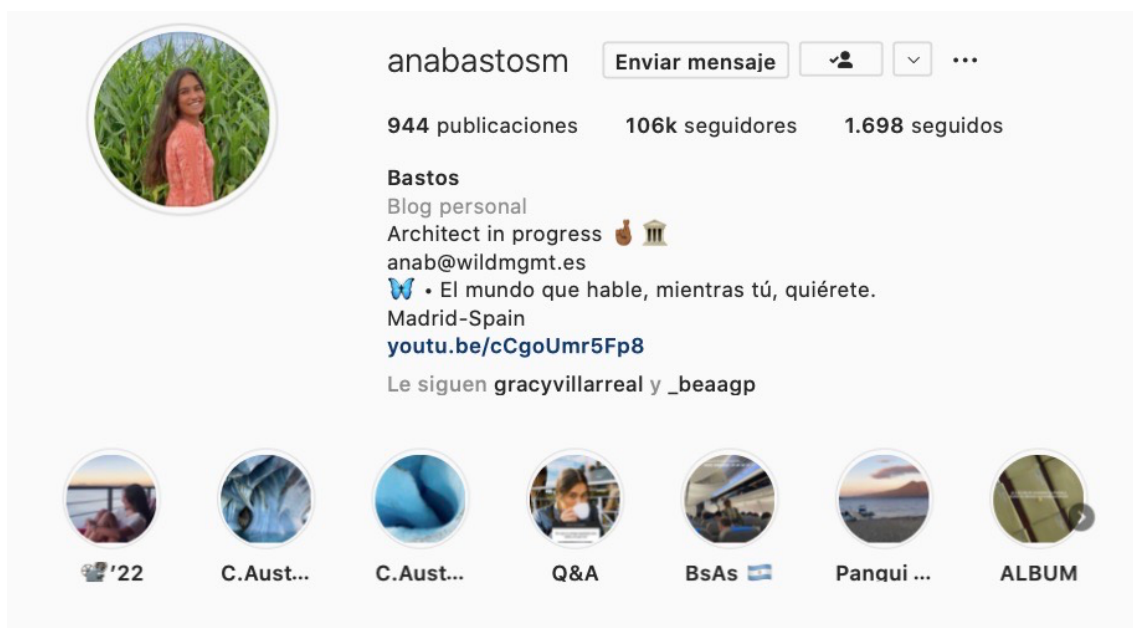 anabastosm Enviar mensaje
944 publicaciones 106k seguidores 1.698 seguidos
Bastos
Blog personal
Architect in progress 🤞🏾 🏛
anab@wildmgmt.es
🦋 • El mundo que hable, mientras tú, quiérete.
Madrid-Spain
youtu.be/cCgoUmr5Fp8
Le siguen gracyvillarreal y _beaagp
📽'22 C.Aust... C.Aust... Q&A BsAs 🇦🇷 Pangui ... ALBUM